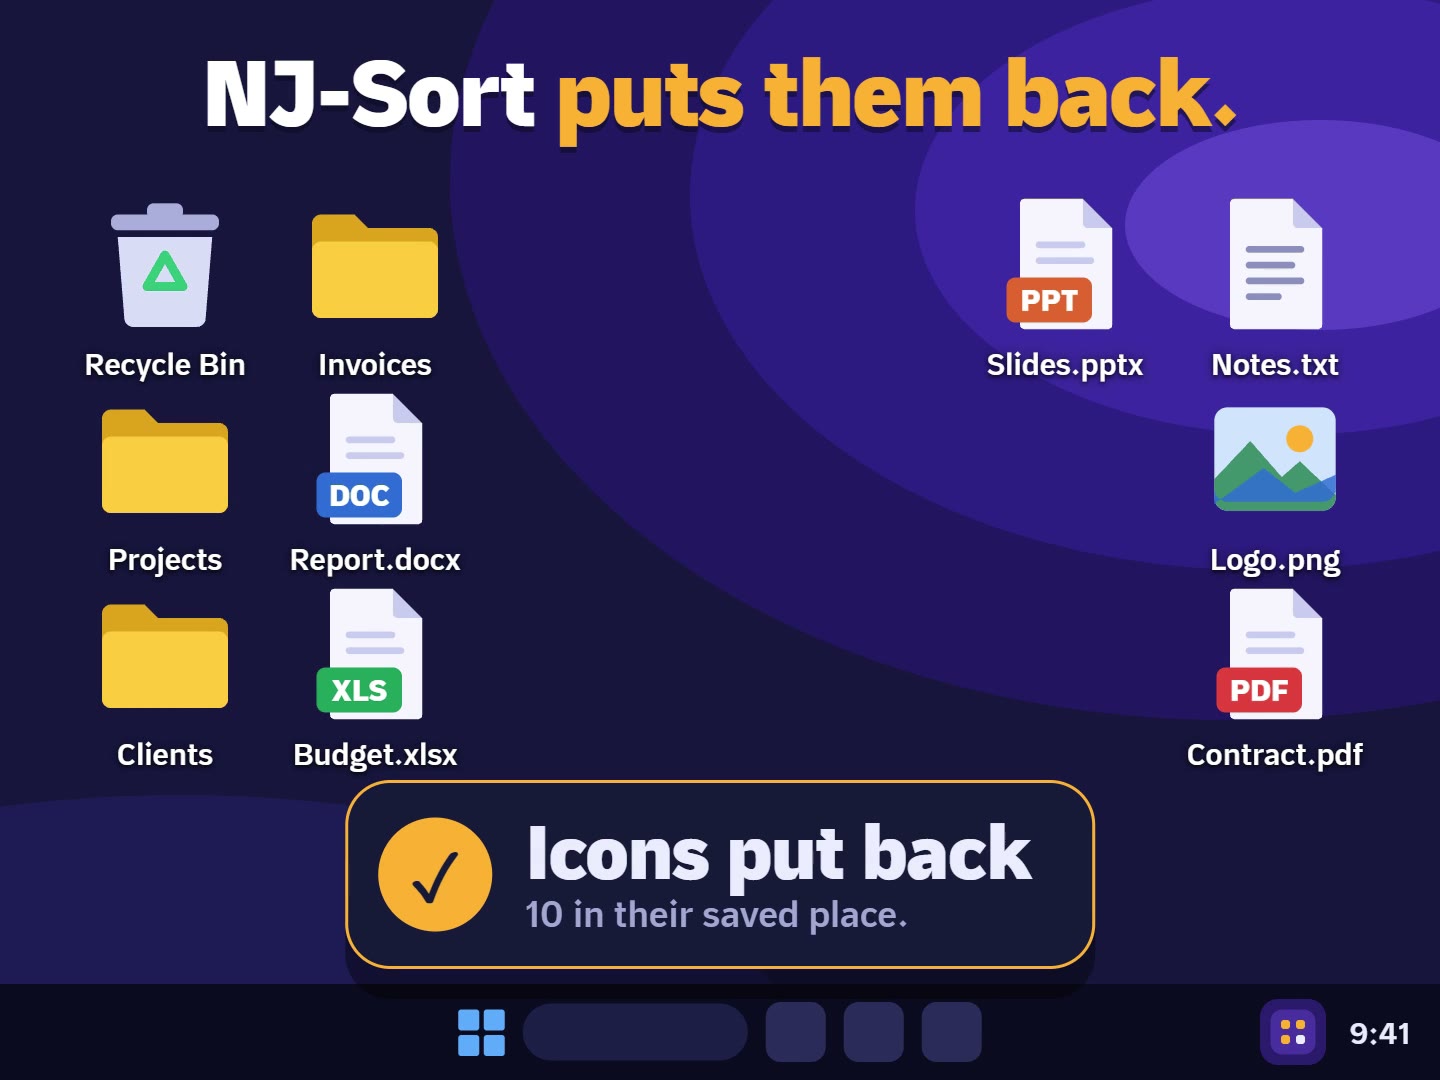 NJ-Sort puts them back.
PPT
Recycle Bin
Invoices
Slides.pptx
Notes.txt
DOC
Projects
Report.docx
Logo.png
XLS
PDF
Clients
Budget.xlsx
Contract.pdf
Icons put back
10 in their saved place.
9:41